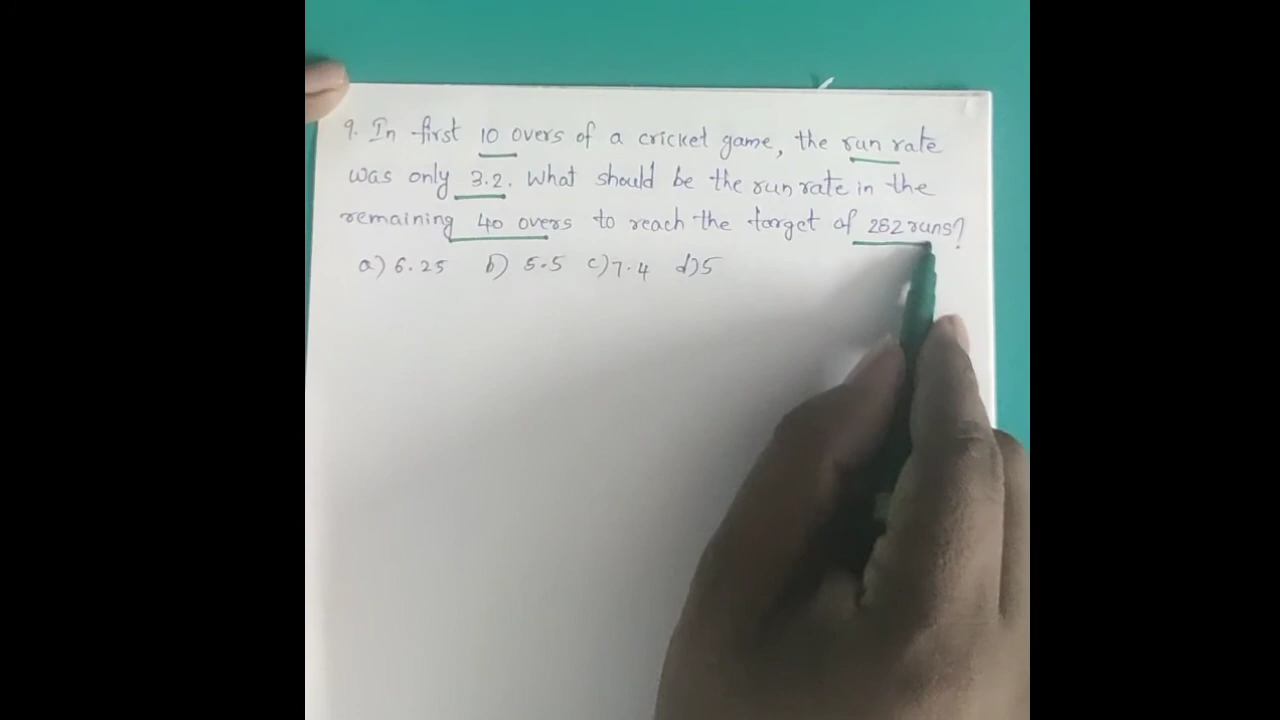 9. In first 10 overs of a cricket game, the run rate
was only 3.2. What should be the run rate in the
remaining 40 overs to reach the target of 282 runs?
a) 6.25 b) 5.5 c) 7.4 d) 5